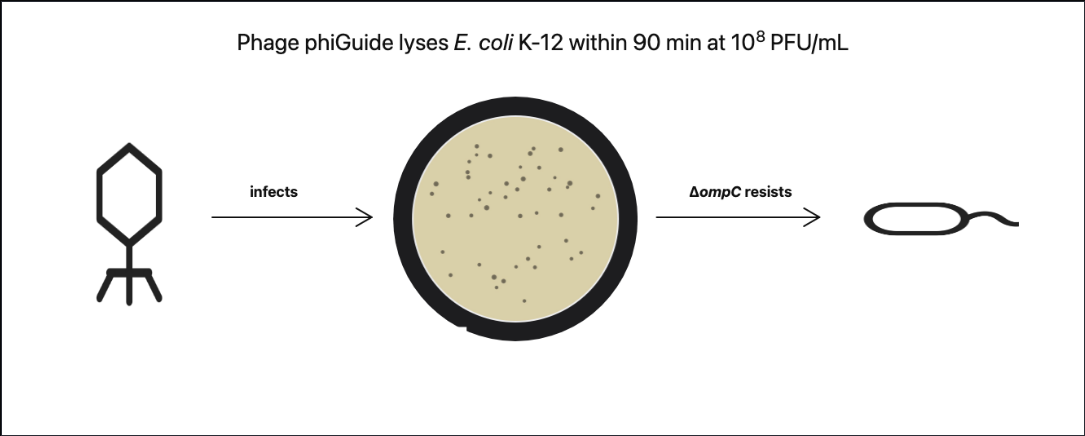 Phage phiGuide lyses E. coli K-12 within 90 min at 10⁸ PFU/mL
infects
ΔompC resists